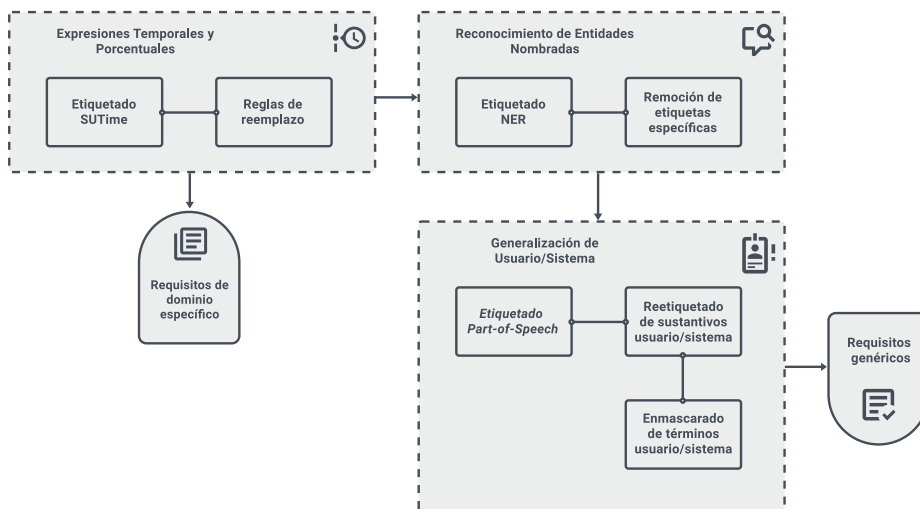 Expresiones Temporales y
Porcentuales
Etiquetado
SUTime
Reglas de
reemplazo
Reconocimiento de Entidades
Nombradas
Etiquetado
NER
Remoción de
etiquetas
específicas
Requisitos de
dominio
específico
Generalización de
Usuario/Sistema
Etiquetado
Part-of-Speech
Reetiquetado
de sustantivos
usuario/sistema
Enmascarado
de términos
usuario/sistema
Requisitos
genéricos